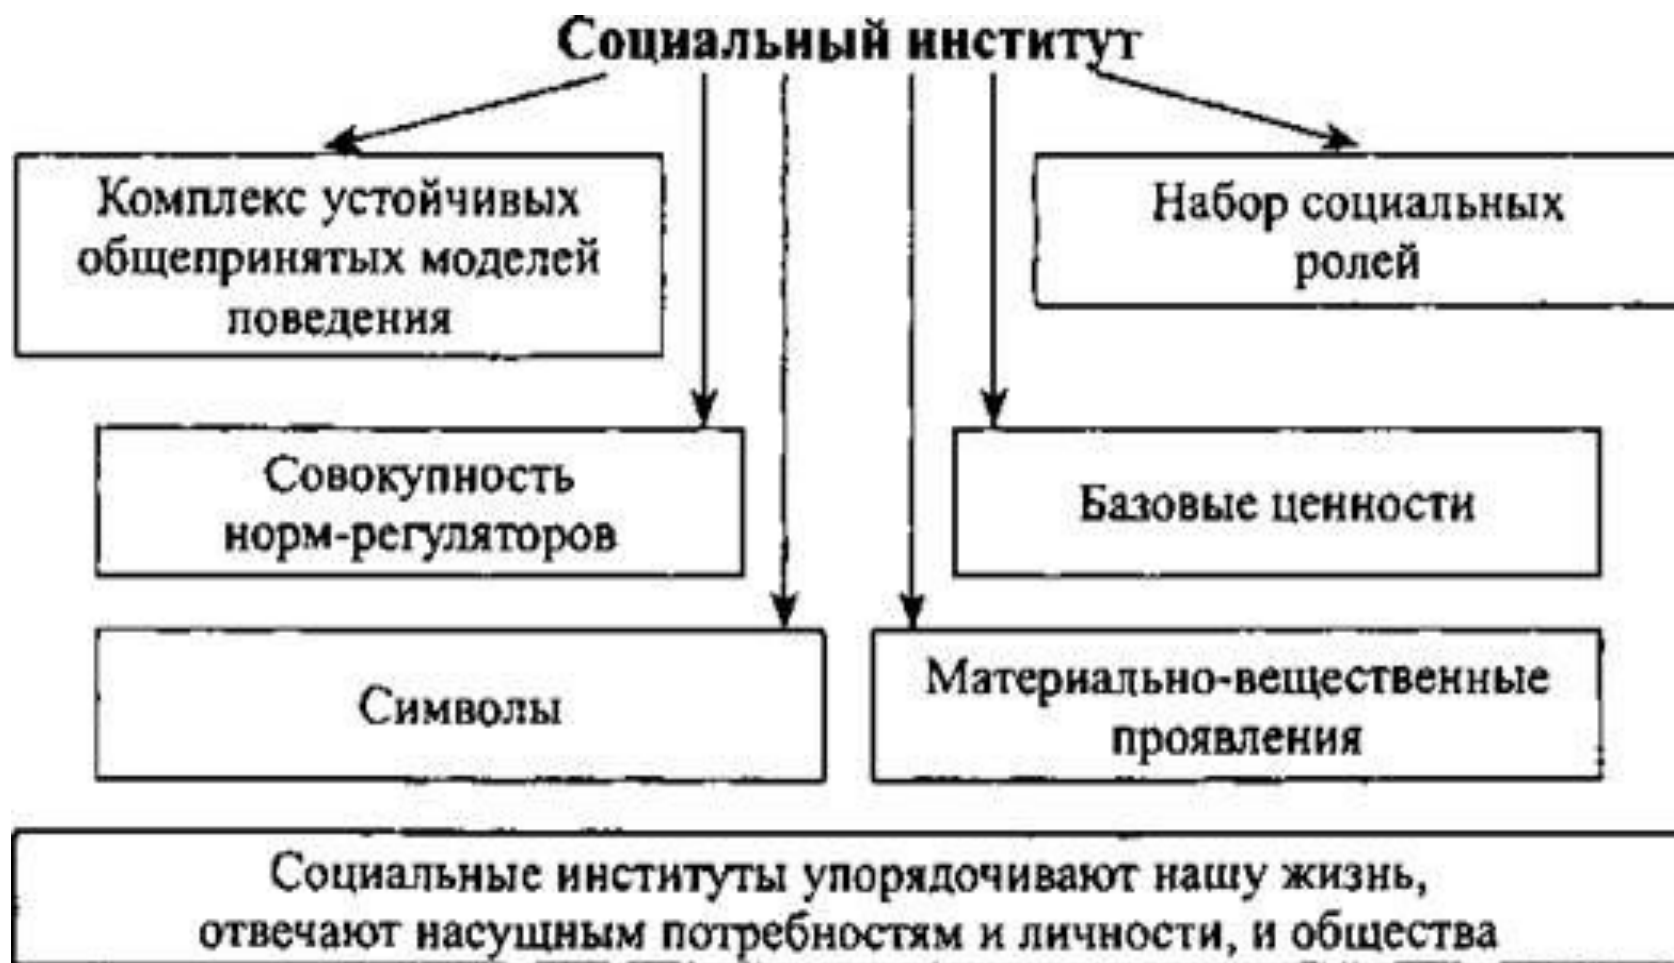 Социальный институт
Комплекс устойчивых
общепринятых моделей
поведения
Набор социальных
ролей
Совокупность
норм-регуляторов
Базовые ценности
Символы
Материально-вещественные
проявления
Социальные институты упорядочивают нашу жизнь,
отвечают насущным потребностям и личности, и общества